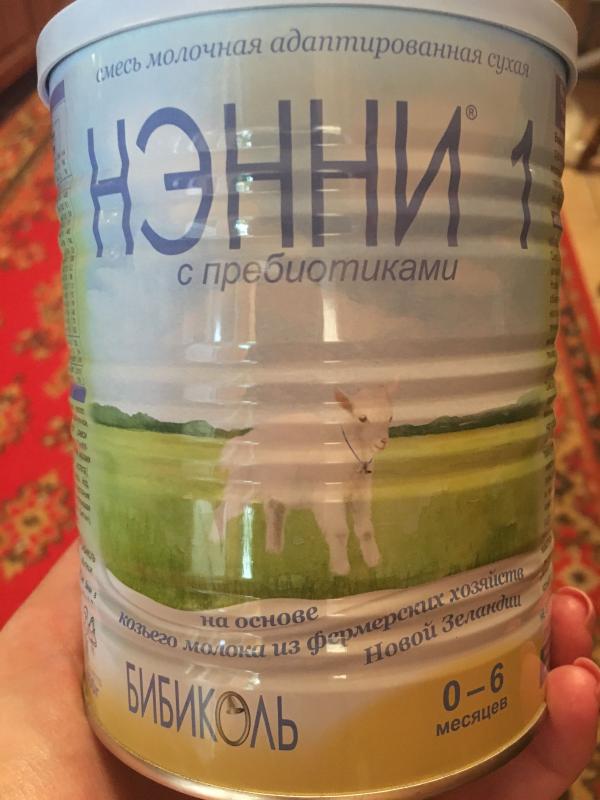 смесь молочная адаптированная сухая
НЭННИ® 1
с пребиотиками
на основе
козьего молока из фермерских хозяйств
Новой Зеландии
БИБИКОЛЬ
0–6
месяцев